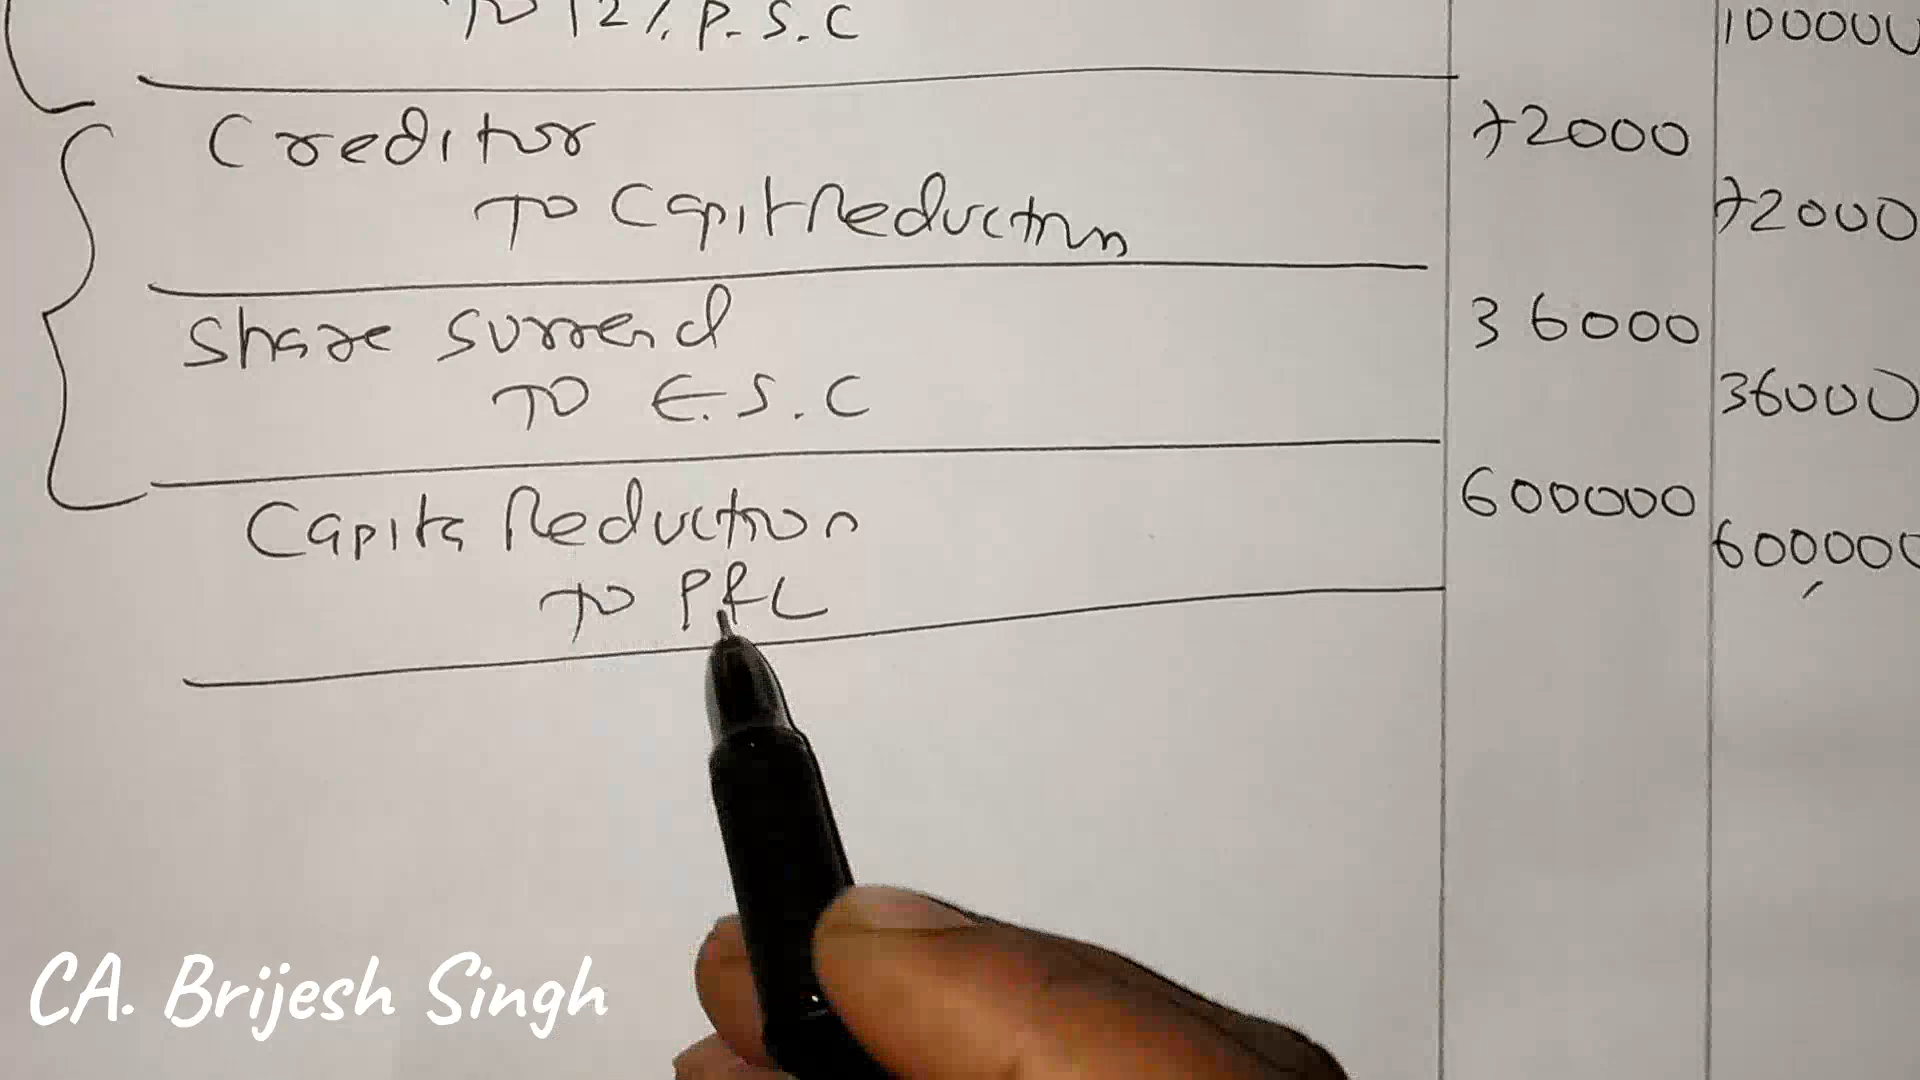 To 12% P.S.C 100000
Creditor 72000
To Capit Reduction 72000
Share Surrend 36000
To E.S.C 36000
Capita Reduction 600000
To P&L 600000
CA. Brijesh Singh